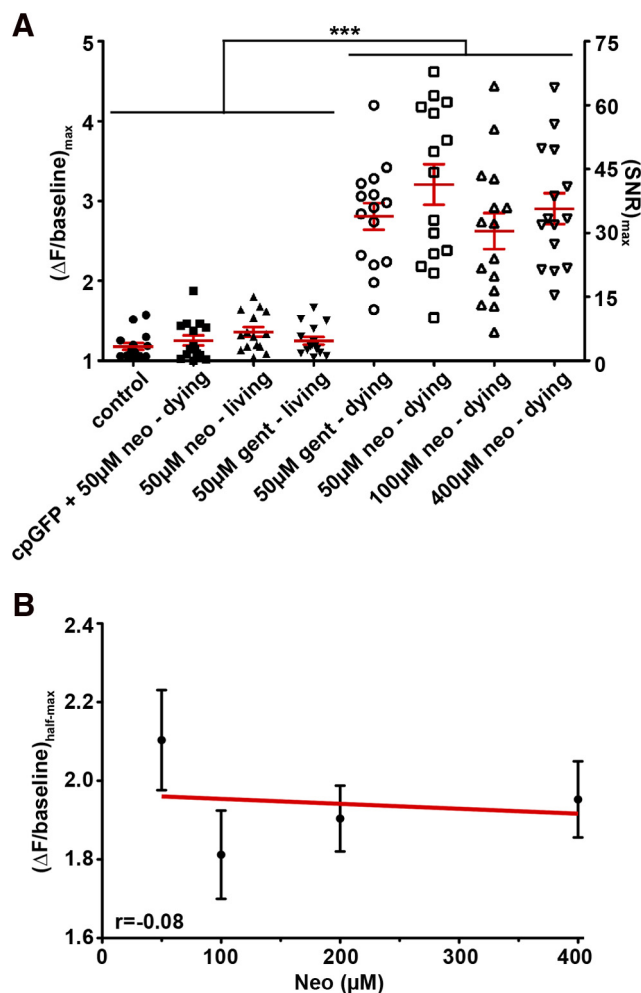 A
***
5
4
3
2
1
(ΔF/baseline)max
75
60
45
30
15
0
(SNR)max
control
cpGFP + 50µM neo - dying
50µM neo - living
50µM gent - living
50µM gent - dying
50µM neo - dying
100µM neo - dying
400µM neo - dying
B
2.4
2.2
2.0
1.8
1.6
(ΔF/baseline)half-max
r=-0.08
0
100
200
300
400
Neo (µM)